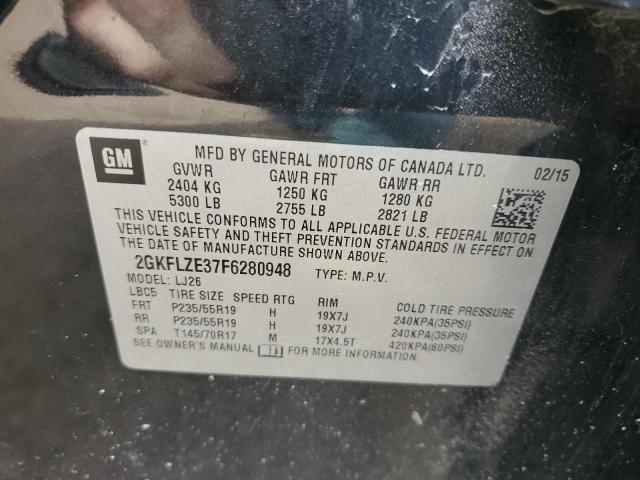 GM
MFD BY GENERAL MOTORS OF CANADA LTD. 02/15
GVWR GAWR FRT GAWR RR
2404 KG 1250 KG 1280 KG
5300 LB 2755 LB 2821 LB
THIS VEHICLE CONFORMS TO ALL APPLICABLE U.S. FEDERAL MOTOR
VEHICLE SAFETY AND THEFT PREVENTION STANDARDS IN EFFECT ON
THE DATE OF MANUFACTURE SHOWN ABOVE.
2GKFLZE37F6280948 TYPE: M.P.V.
MODEL: LJ26
LBC5 TIRE SIZE SPEED RTG RIM COLD TIRE PRESSURE
FRT P235/55R19 H 19X7J 240KPA(35PSI)
RR P235/55R19 H 19X7J 240KPA(35PSI)
SPA T145/70R17 M 17X4.5T 420KPA(60PSI)
SEE OWNER'S MANUAL FOR MORE INFORMATION.